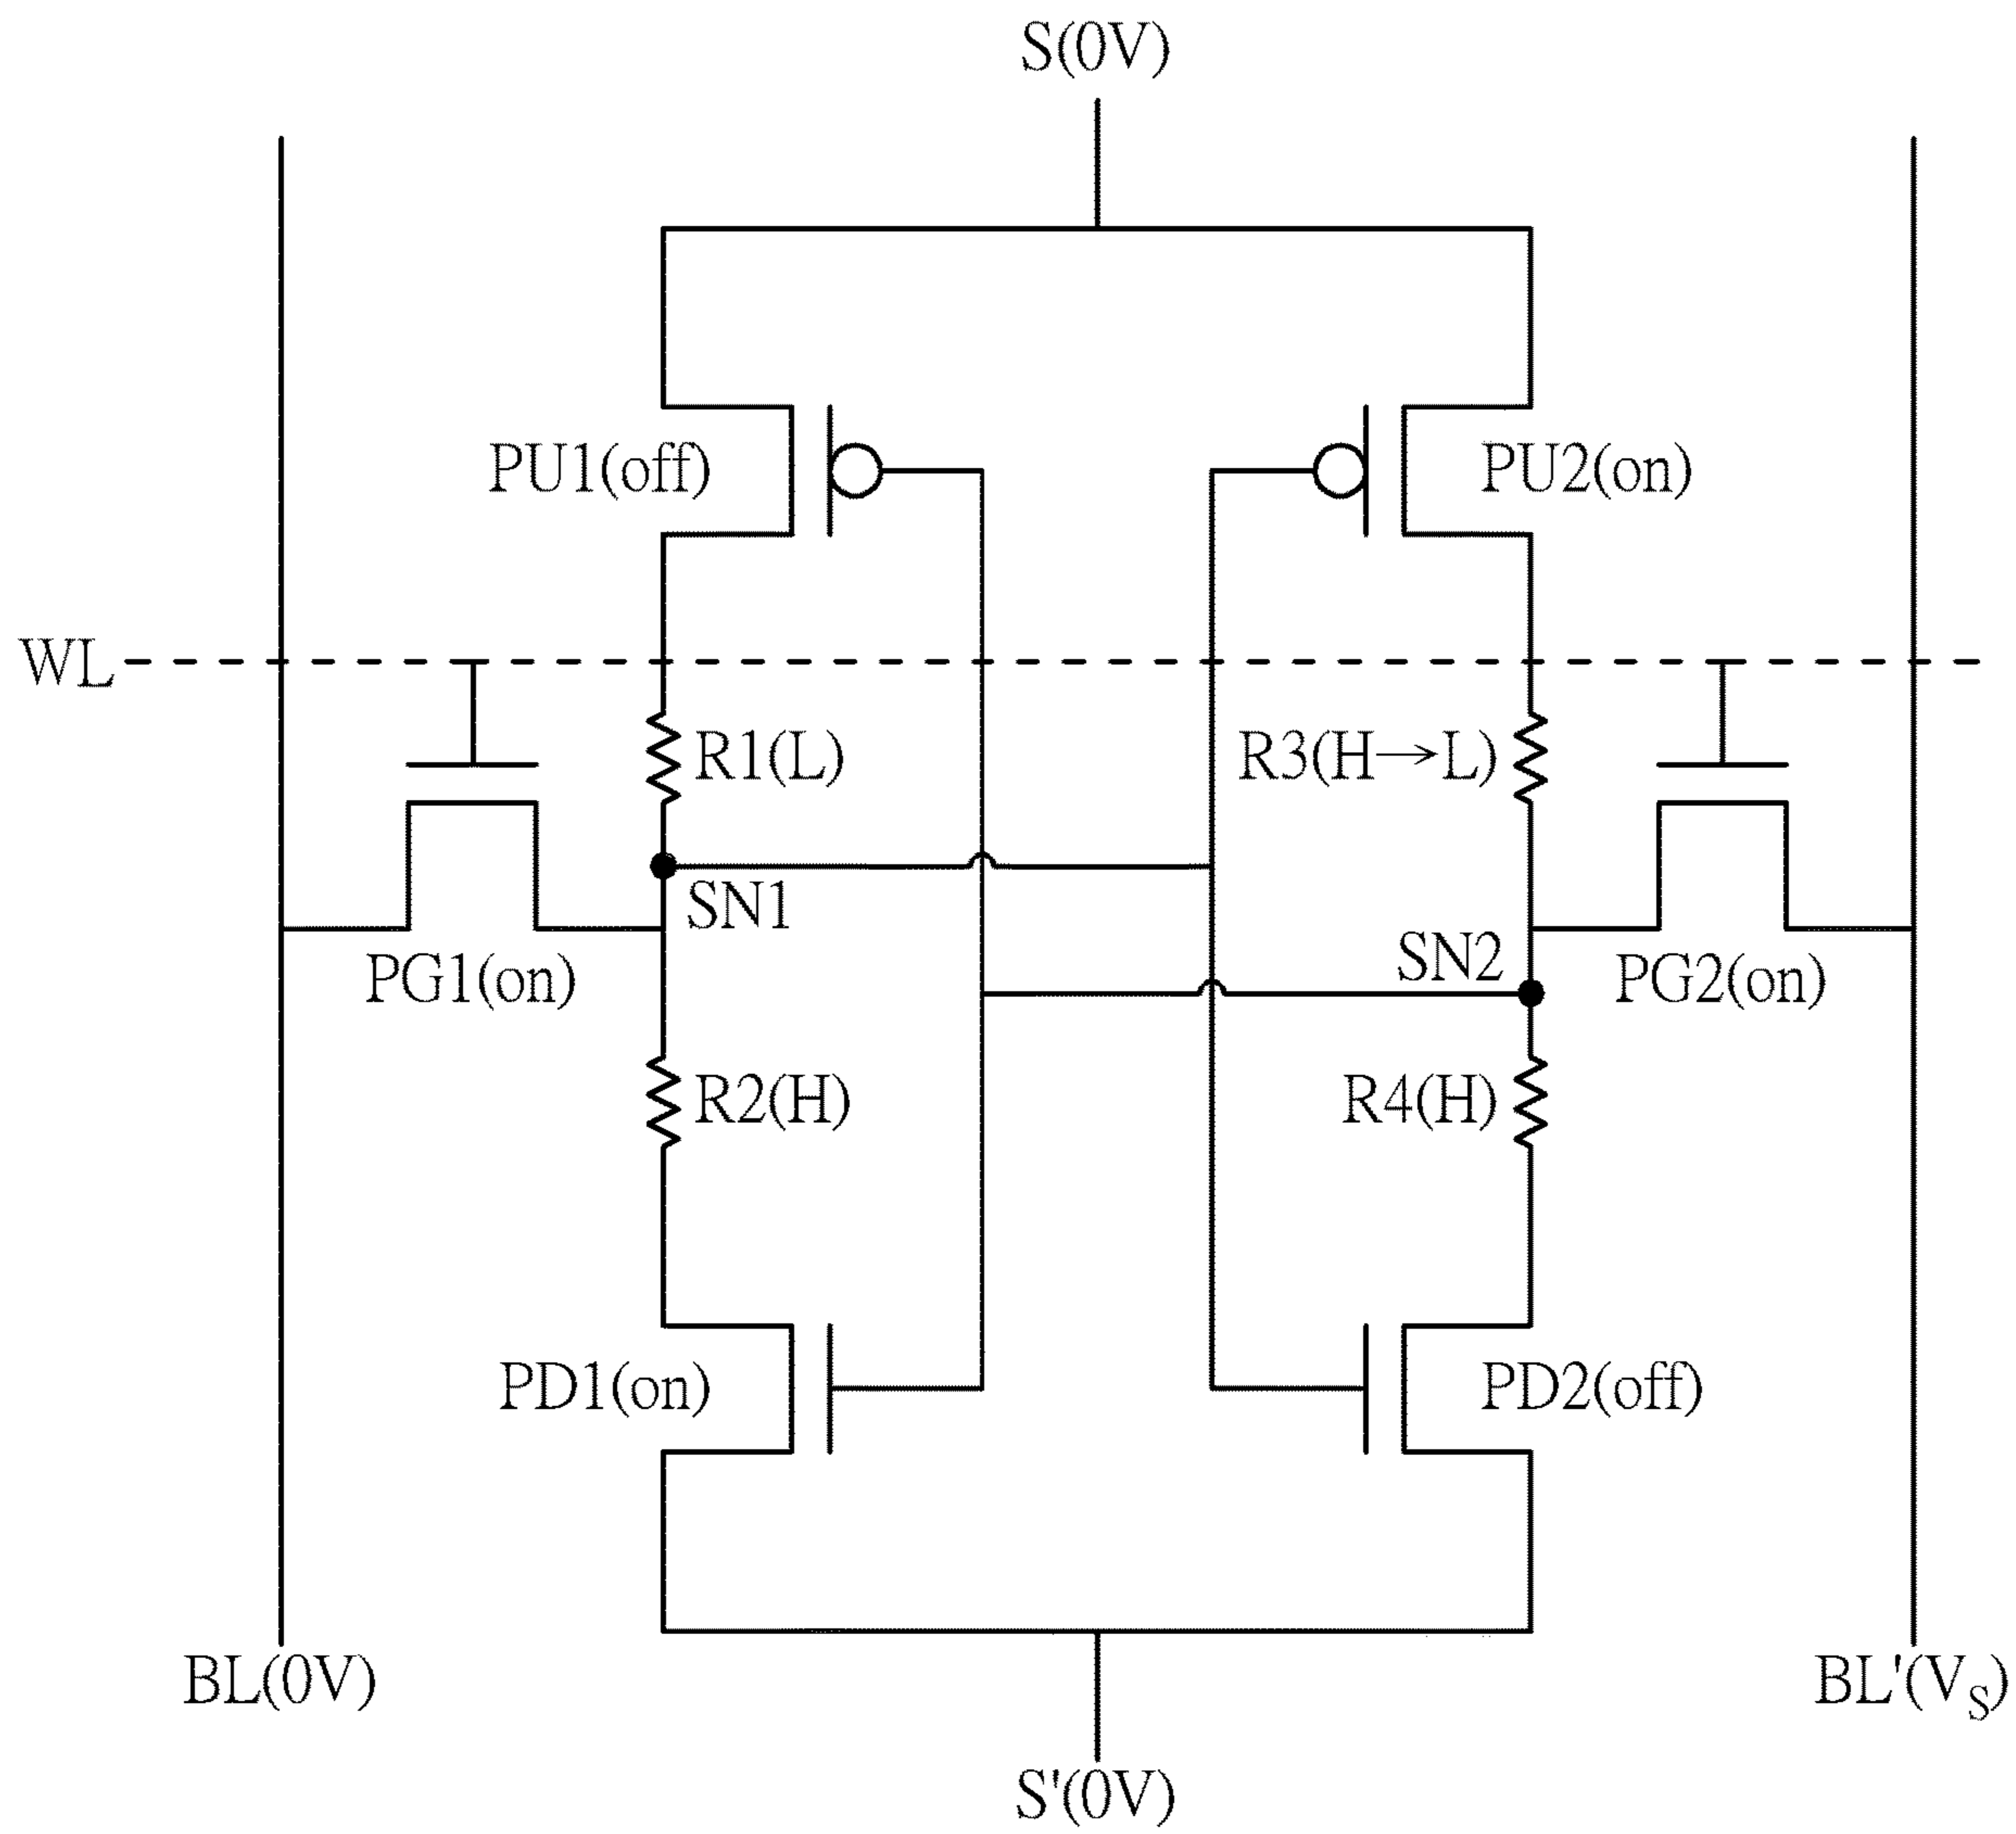 S(0V)
PU1(off)
PU2(on)
WL
R1(L)
R3(H→L)
SN1
SN2
PG1(on)
PG2(on)
R2(H)
R4(H)
PD1(on)
PD2(off)
BL(0V)
BL'(VS)
S'(0V)